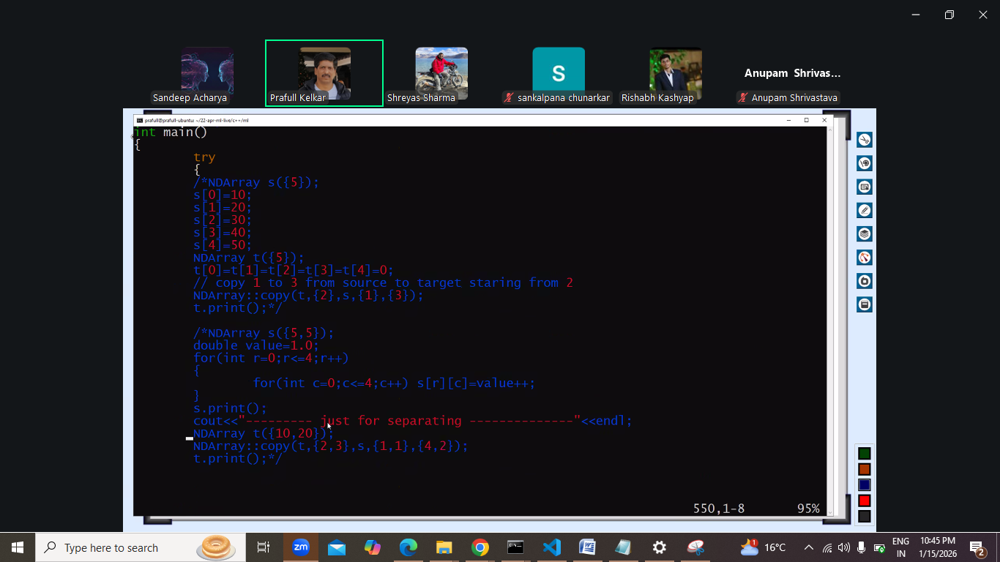 Anupam Shrivas...
Sandeep Acharya
Prafull Kelkar
Shreyas Sharma
S
sankalpana chunarkar
Rishabh Kashyap
Anupam Shrivastava
prafull@prafull-ubuntu: ~/22-apr-ml-live/c++/ml
int main()
{
try
{
/*NDArray s({5});
s[0]=10;
s[1]=20;
s[2]=30;
s[3]=40;
s[4]=50;
NDArray t({5});
t[0]=t[1]=t[2]=t[3]=t[4]=0;
// copy 1 to 3 from source to target staring from 2
NDArray::copy(t,{2},s,{1},{3});
t.print();*/
/*NDArray s({5,5});
double value=1.0;
for(int r=0;r<=4;r++)
{
for(int c=0;c<=4;c++) s[r][c]=value++;
}
s.print();
cout<<"--------- just for separating --------------"<<endl;
NDArray t({10,20});
NDArray::copy(t,{2,3},s,{1,1},{4,2});
t.print();*/
550,1-8 95%
Type here to search
zm
1
16°C
ENG
IN
10:45 PM
1/15/2026
2